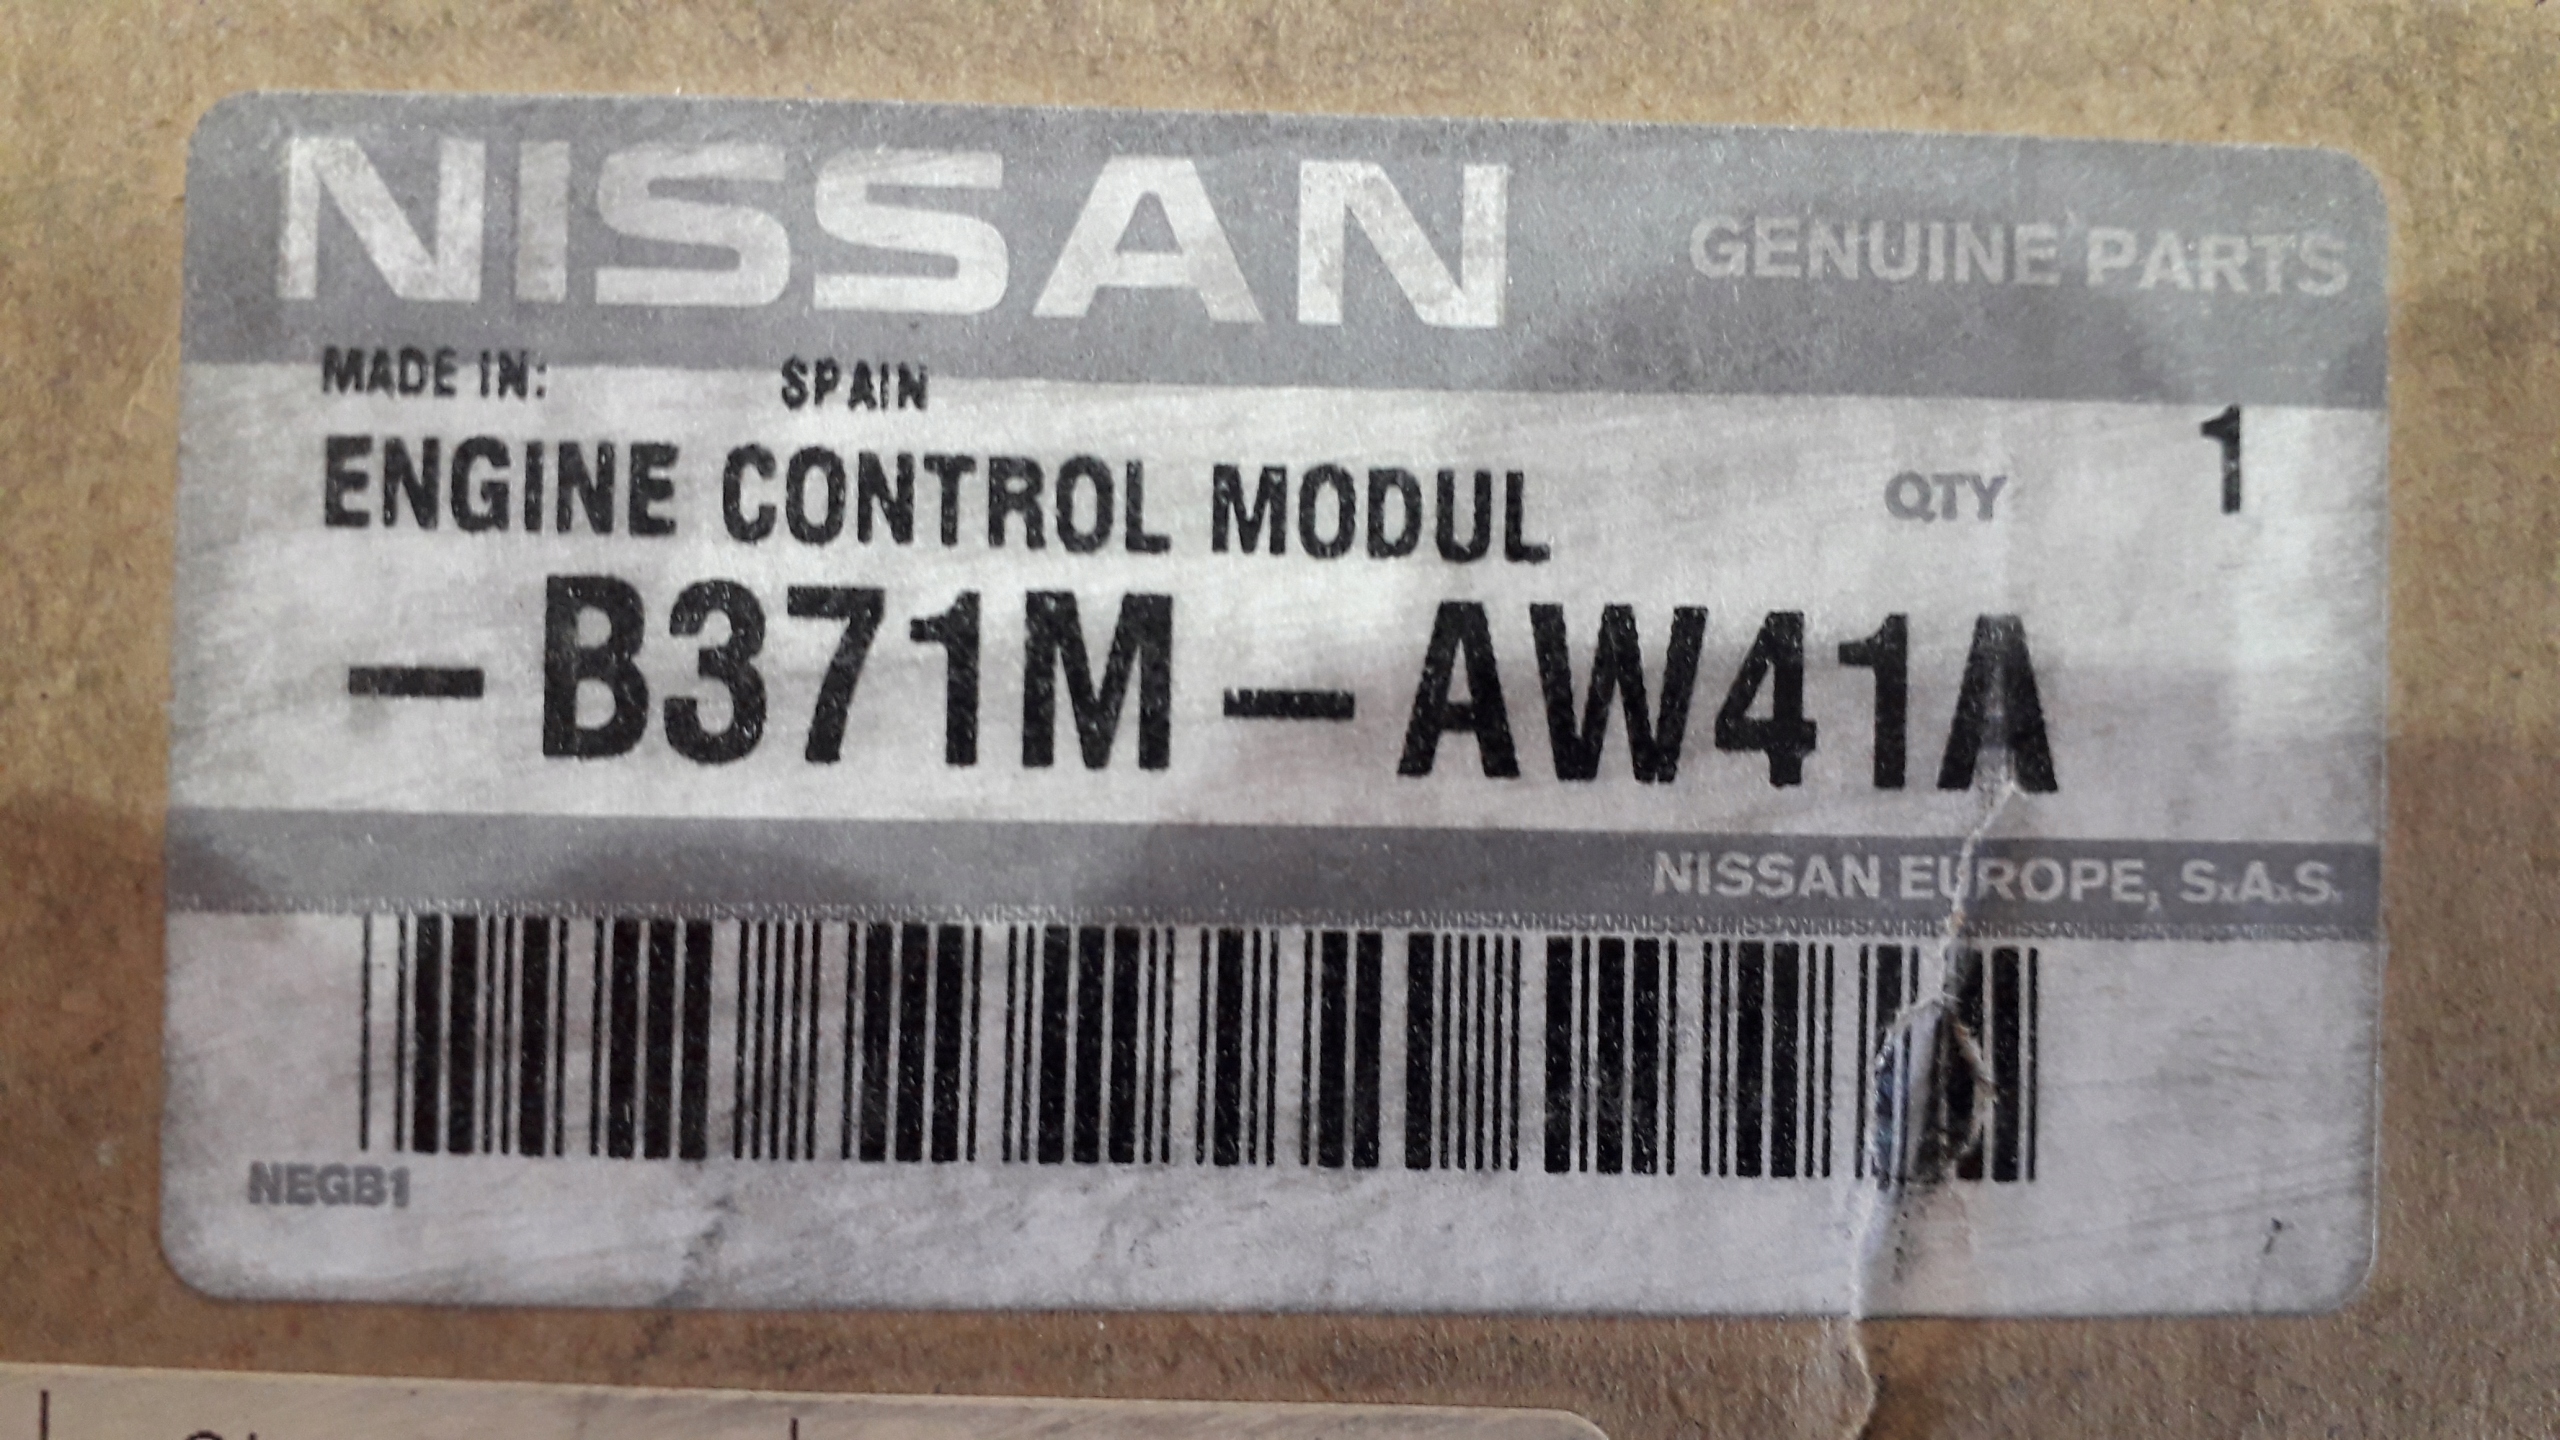 NISSAN GENUINE PARTS
MADE IN: SPAIN
ENGINE CONTROL MODUL QTY 1
-B371M-AW41A
NISSAN EUROPE, S.A.S.
NEGB1